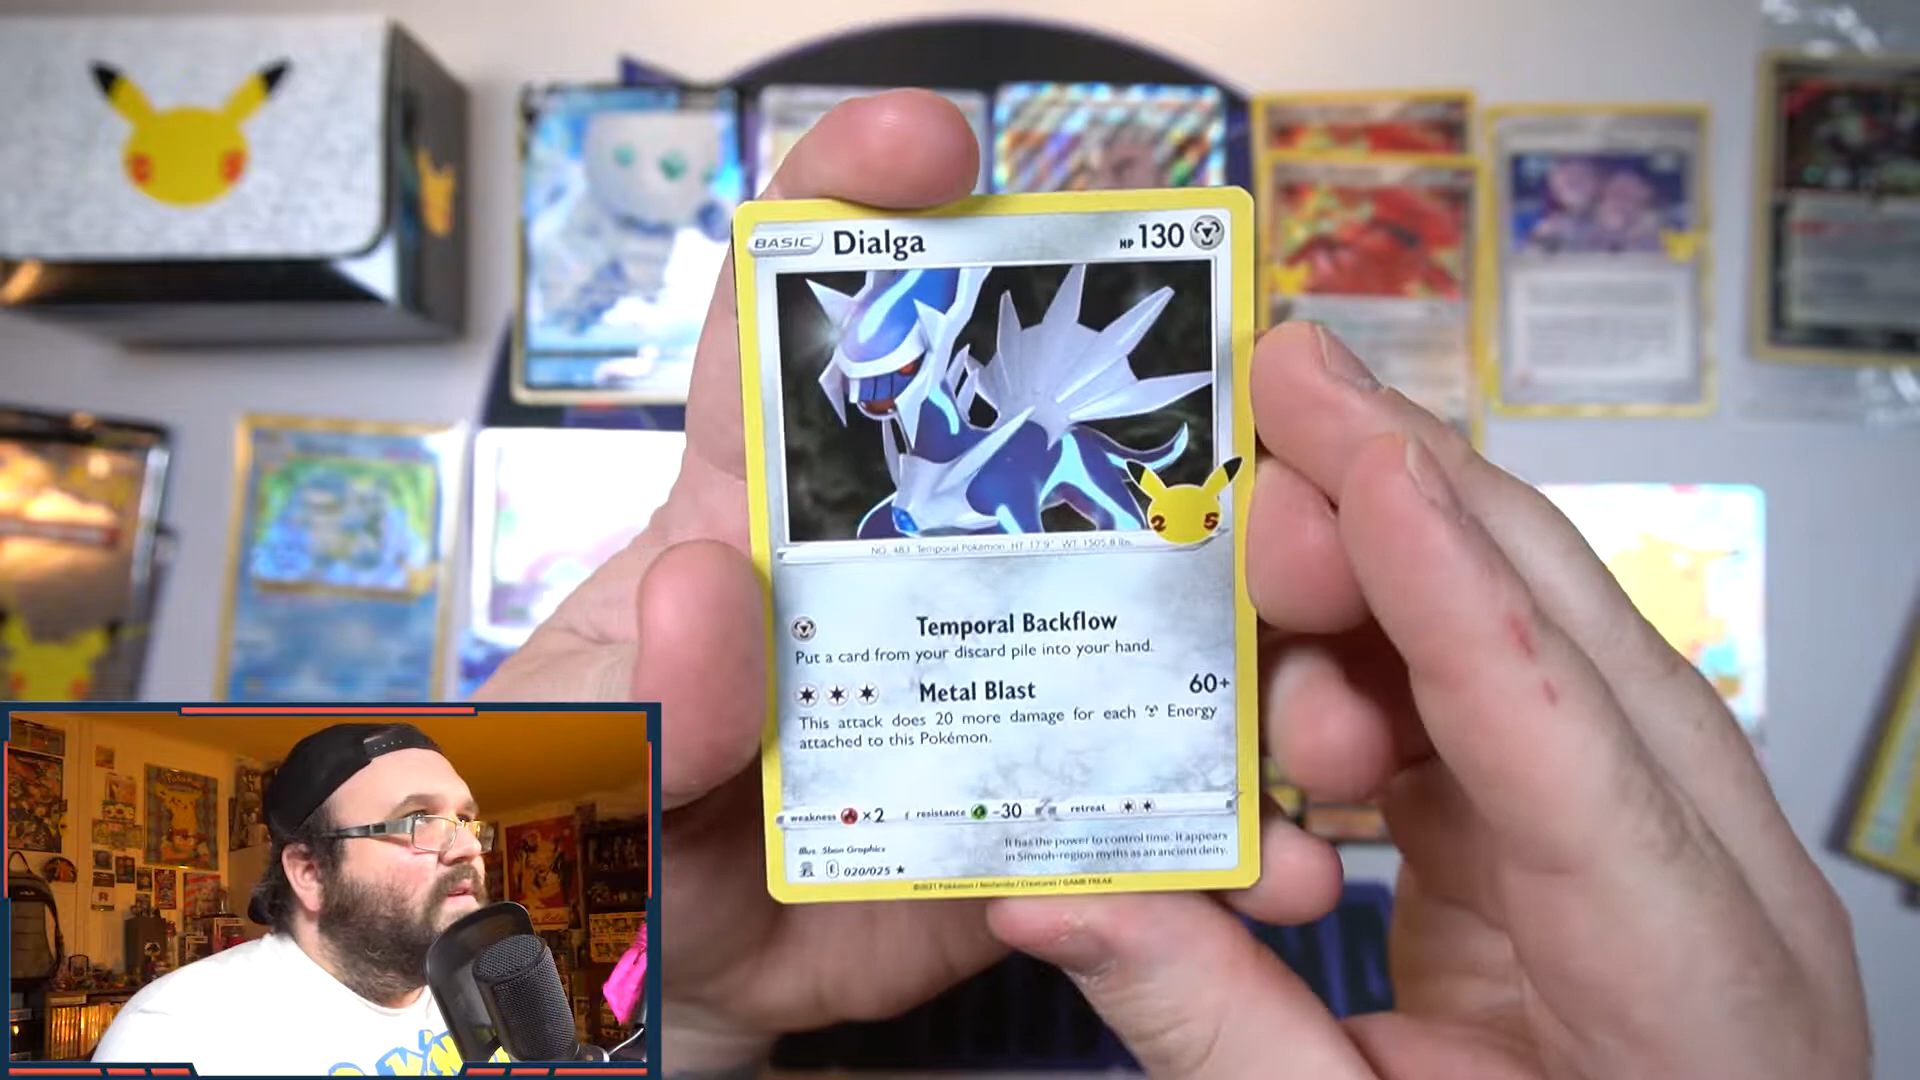 BASIC Dialga HP 130
NO. 483 Temporal Pokémon HT 17'9" WT 1505.8 lbs.
25
Temporal Backflow
Put a card from your discard pile into your hand.
Metal Blast 60+
This attack does 20 more damage for each Energy
attached to this Pokémon.
weakness ×2 resistance -30 retreat
It has the power to control time. It appears
in Sinnoh-region myths as an ancient deity.
Illus. 5ban Graphics
E 020/025 ★
©2021 Pokémon / Nintendo / Creatures / GAME FREAK